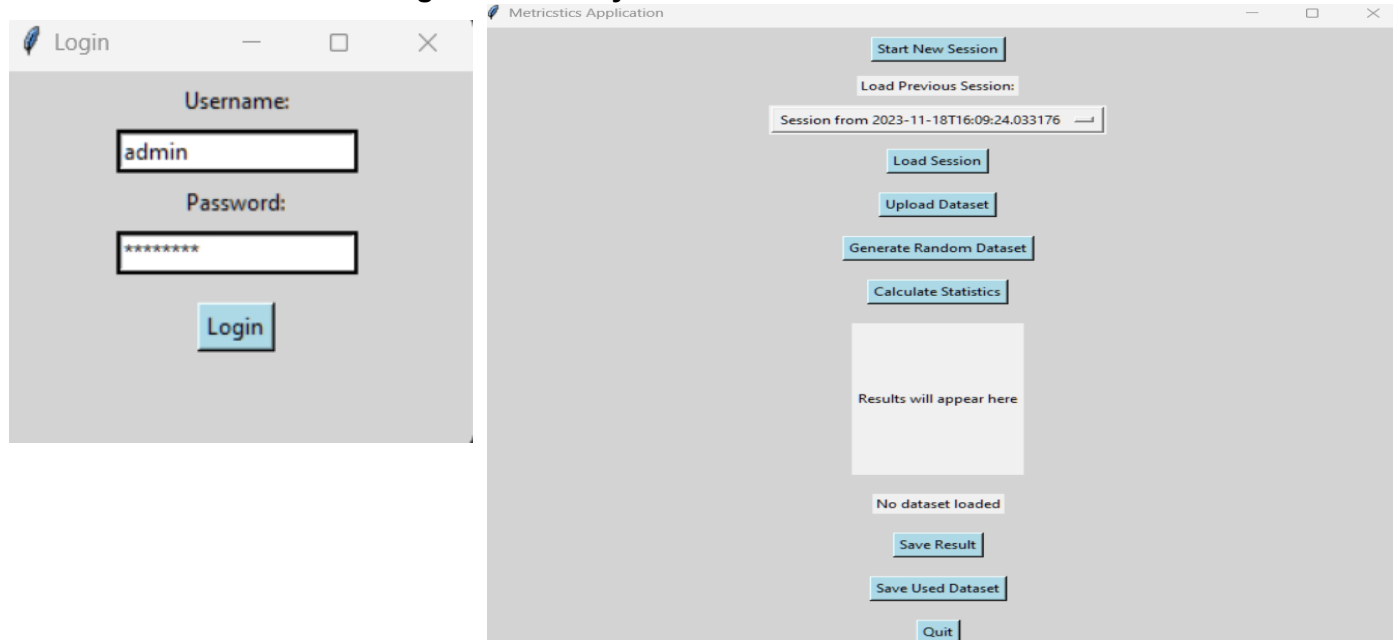 Login
Username:
admin
Password:
********
Login
Metricstics Application
Start New Session
Load Previous Session:
Session from 2023-11-18T16:09:24.033176
Load Session
Upload Dataset
Generate Random Dataset
Calculate Statistics
Results will appear here
No dataset loaded
Save Result
Save Used Dataset
Quit